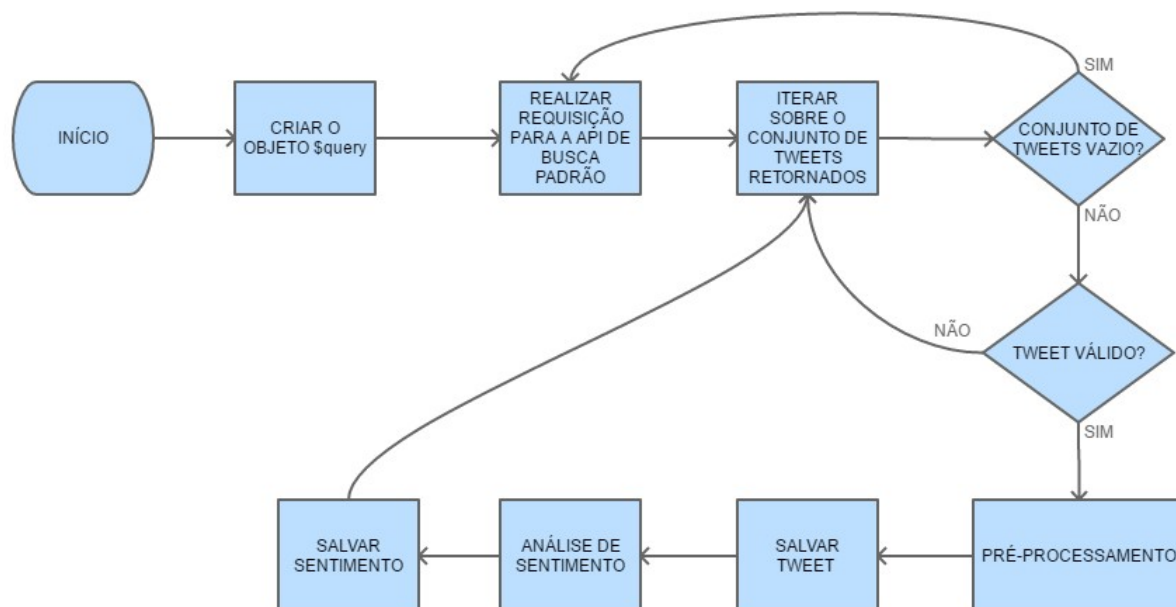 SIM
INÍCIO
CRIAR O
OBJETO $query
REALIZAR
REQUISIÇÃO
PARA A API DE
BUSCA
PADRÃO
ITERAR
SOBRE O
CONJUNTO DE
TWEETS
RETORNADOS
CONJUNTO DE
TWEETS VAZIO?
NÃO
NÃO
TWEET VÁLIDO?
SIM
SALVAR
SENTIMENTO
ANÁLISE DE
SENTIMENTO
SALVAR
TWEET
PRÉ-PROCESSAMENTO